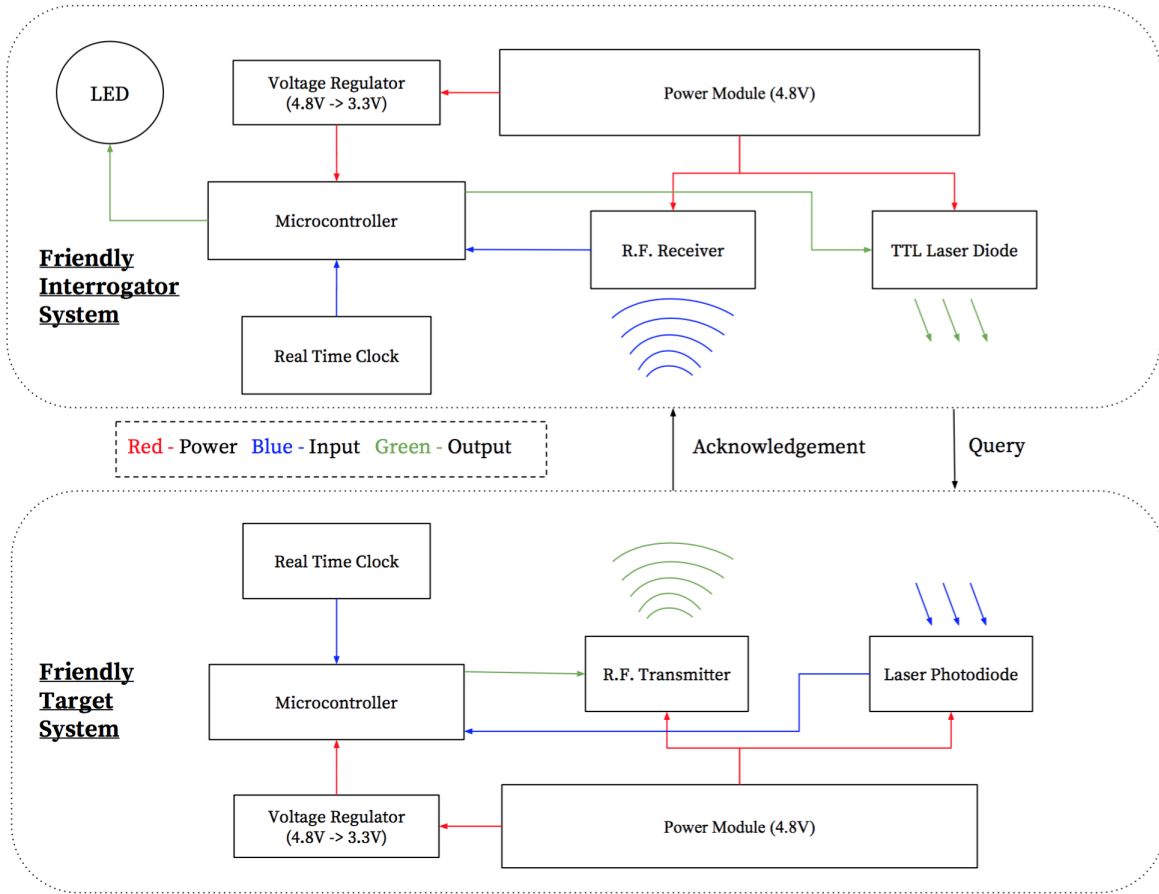 LED
Voltage Regulator
(4.8V -> 3.3V)
Power Module (4.8V)
Microcontroller
R.F. Receiver
TTL Laser Diode
Friendly
Interrogator
System
Real Time Clock
Red - Power Blue - Input Green - Output
Acknowledgement
Query
Real Time Clock
Friendly
Target
System
Microcontroller
R.F. Transmitter
Laser Photodiode
Voltage Regulator
(4.8V -> 3.3V)
Power Module (4.8V)